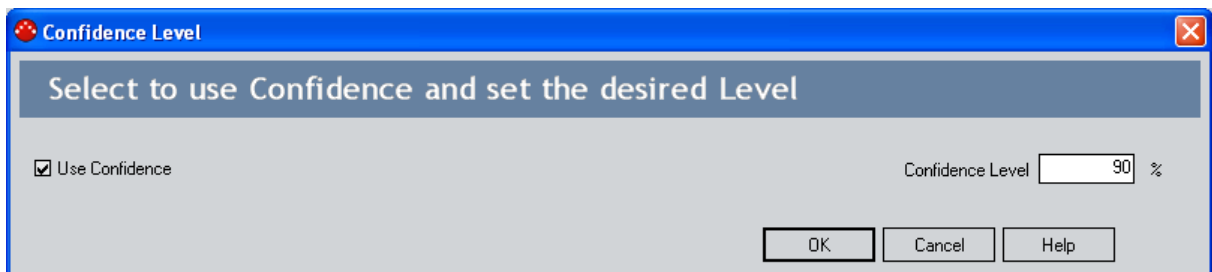 Confidence Level
Select to use Confidence and set the desired Level
Use Confidence Confidence Level 90 %
OK Cancel Help